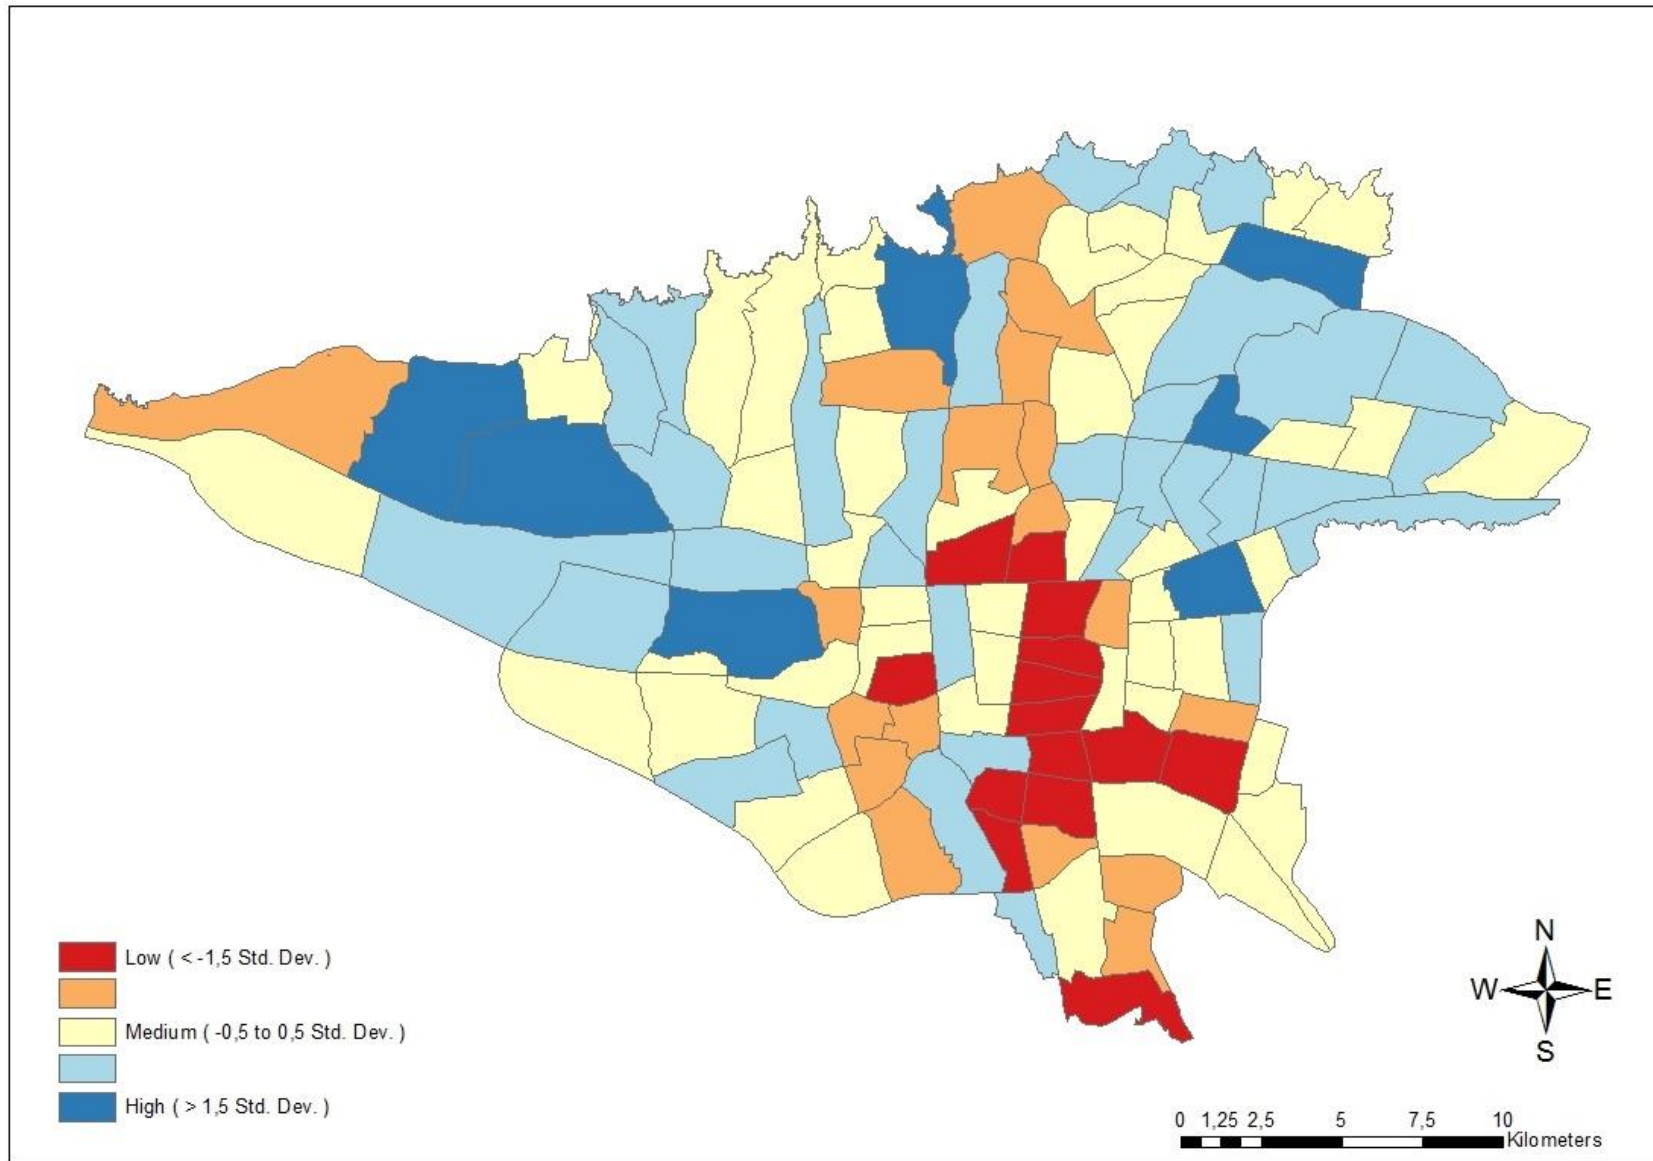 Low ( < -1,5 Std. Dev. )
Medium ( -0,5 to 0,5 Std. Dev. )
High ( > 1,5 Std. Dev. )
N
W E
S
0 1,25 2,5 5 7,5 10
Kilometers